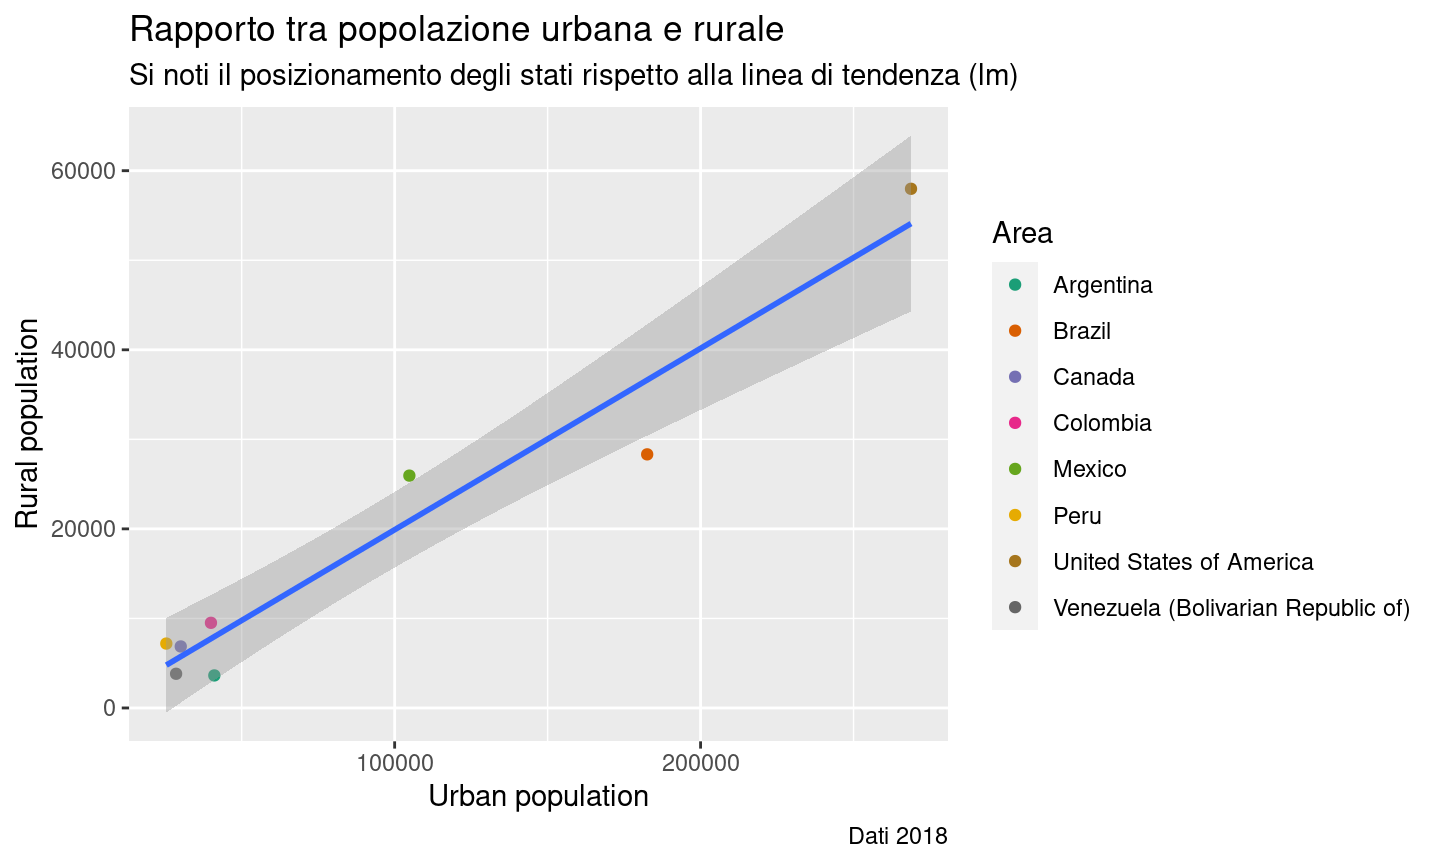 Rapporto tra popolazione urbana e rurale
Si noti il posizionamento degli stati rispetto alla linea di tendenza (lm)
60000
40000
20000
0
Rural population
100000
200000
Urban population
Dati 2018
Area
Argentina
Brazil
Canada
Colombia
Mexico
Peru
United States of America
Venezuela (Bolivarian Republic of)